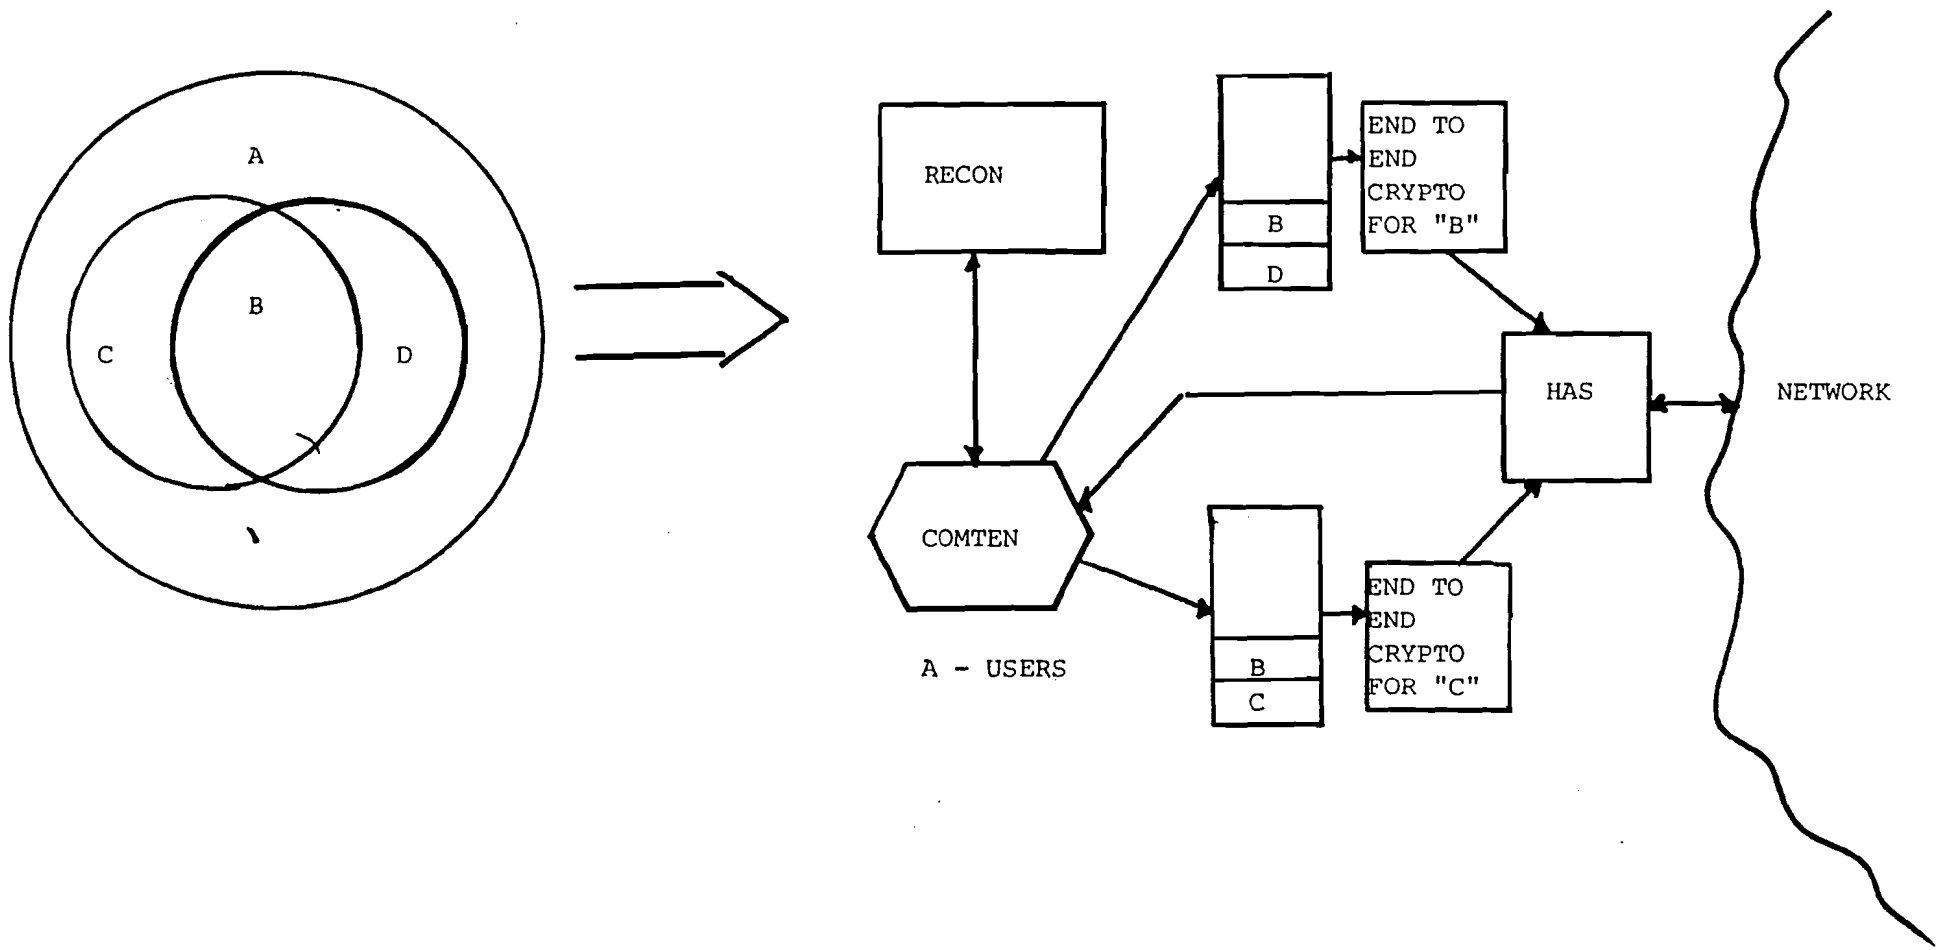 A
B
C
D
RECON
COMTEN
A - USERS
B
D
END TO
END
CRYPTO
FOR "B"
HAS
NETWORK
B
C
END TO
END
CRYPTO
FOR "C"